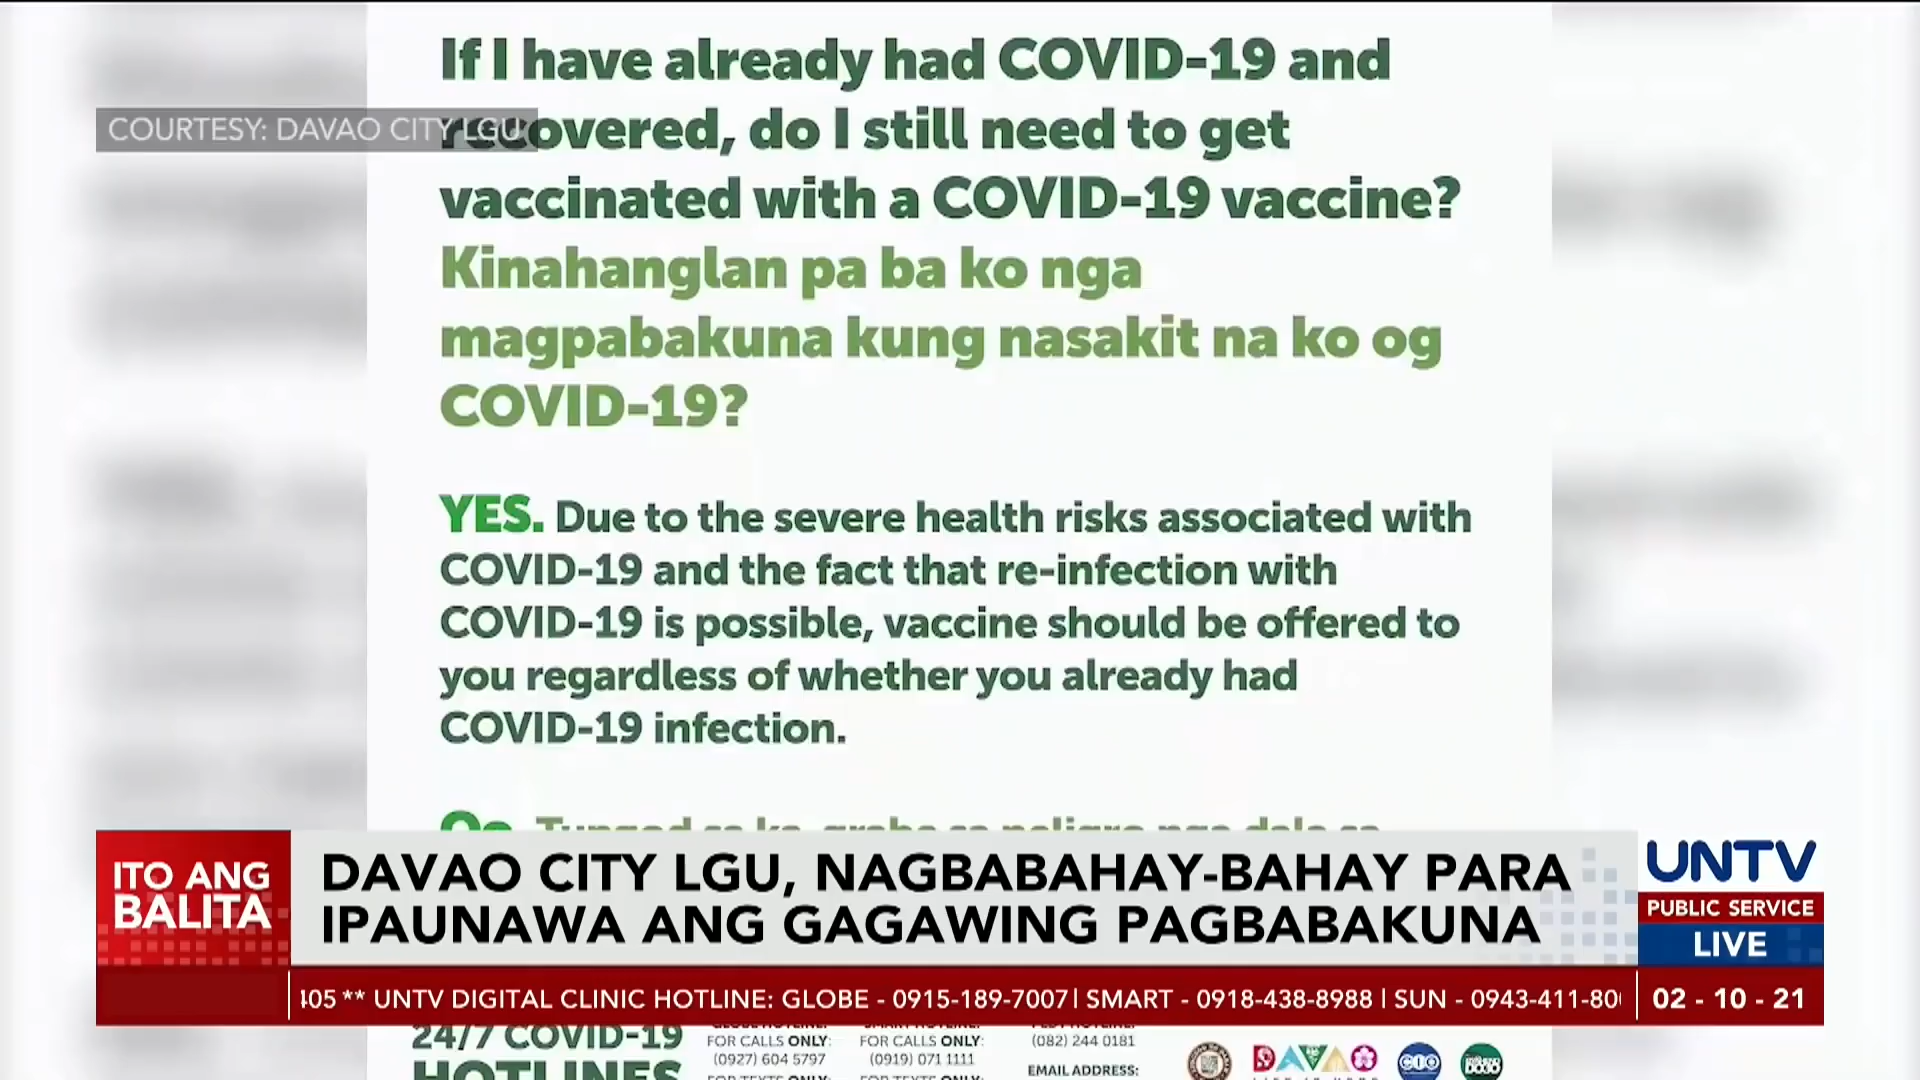 If I have already had COVID-19 and
COURTESY: DAVAO CITY LGU
recovered, do I still need to get
vaccinated with a COVID-19 vaccine?
Kinahanglan pa ba ko nga
magpabakuna kung nasakit na ko og
COVID-19?
YES. Due to the severe health risks associated with
COVID-19 and the fact that re-infection with
COVID-19 is possible, vaccine should be offered to
you regardless of whether you already had
COVID-19 infection.
ITO ANG
BALITA
DAVAO CITY LGU, NAGBABAHAY-BAHAY PARA
IPAUNAWA ANG GAGAWING PAGBABAKUNA
UNTV
PUBLIC SERVICE
LIVE
405 ** UNTV DIGITAL CLINIC HOTLINE: GLOBE - 0915-189-7007 | SMART - 0918-438-8988 | SUN - 0943-411-80
02 - 10 - 21
24/7 COVID-19
HOTLINES
FOR CALLS ONLY:
(0927) 604 5797
FOR CALLS ONLY:
(0919) 071 1111
(082) 244 0181
EMAIL ADDRESS: